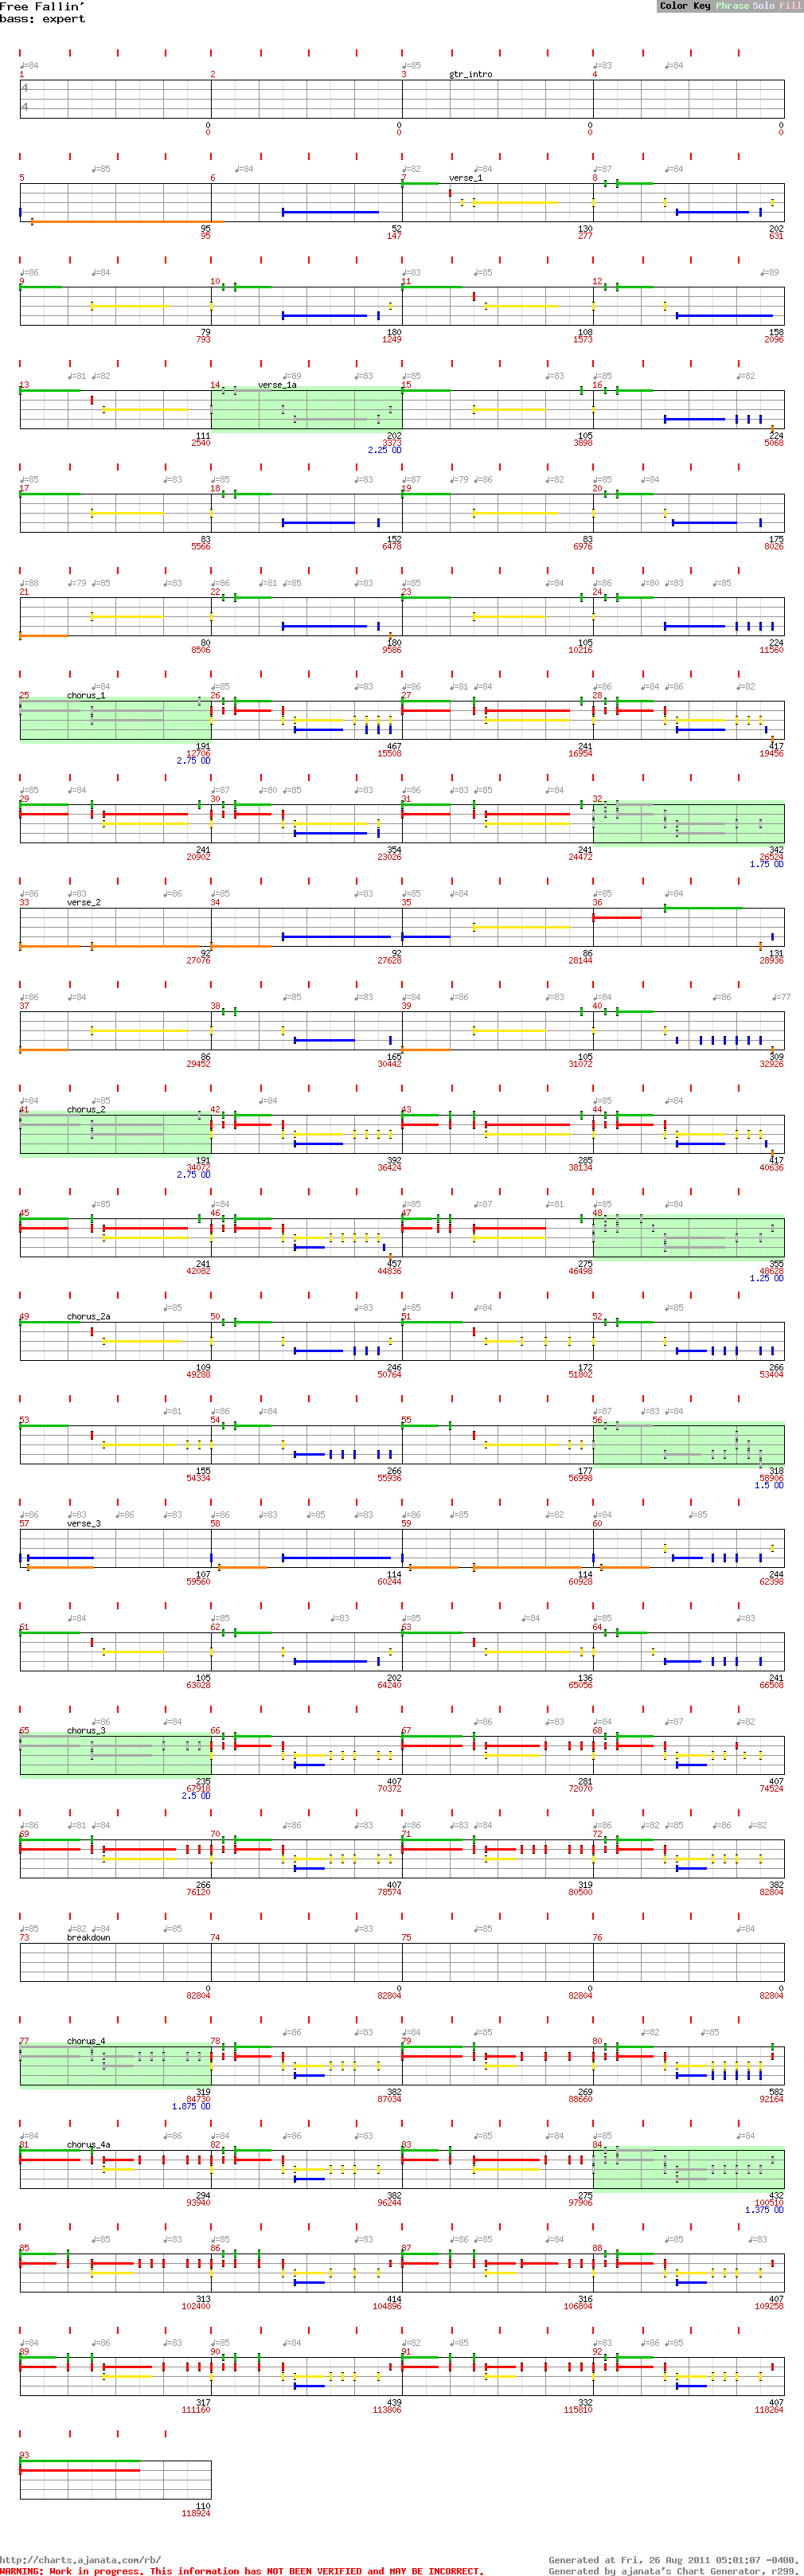 Free Fallin'
Color Key Phrase Solo Fill
bass: expert
♩=84 ♩=85 ♩=83 ♩=84
1 2 3 gtr_intro 4
4
4
0 0 0 0
0 0 0 0
♩=85 ♩=84 ♩=82 ♩=84 ♩=87 ♩=84
5 6 7 verse_1 8
95 52 130 202
95 147 277 631
♩=86 ♩=84 ♩=83 ♩=85 ♩=89
9 10 11 12
79 180 108 158
793 1249 1573 2096
♩=81 ♩=82 ♩=89 ♩=83 ♩=85 ♩=85 ♩=82
13 14 verse_1a 15 16
111 202 105 224
2540 3373 3898 5068
2.25 OD
♩=85 ♩=83 ♩=85 ♩=83 ♩=87 ♩=79 ♩=86 ♩=82 ♩=85 ♩=84
17 18 19 20
83 152 83 175
5566 6478 6976 8026
♩=88 ♩=79 ♩=85 ♩=83 ♩=86 ♩=81 ♩=85 ♩=83 ♩=85 ♩=84 ♩=86 ♩=80 ♩=83 ♩=85
21 22 23 24
80 180 105 224
8506 9586 10216 11560
♩=84 ♩=85 ♩=83 ♩=86 ♩=81 ♩=84 ♩=86 ♩=84 ♩=86 ♩=82
25 chorus_1 26 27 28
191 467 241 417
12706 15508 16954 19456
2.75 OD
♩=85 ♩=84 ♩=87 ♩=80 ♩=85 ♩=83 ♩=86 ♩=83 ♩=85 ♩=84
29 30 31 32
241 354 241 342
20902 23026 24472 26524
1.75 OD
♩=86 ♩=83 ♩=86 ♩=85 ♩=85 ♩=84 ♩=85 ♩=84
33 verse_2 34 35 36
92 92 86 131
27076 27628 28144 28936
♩=86 ♩=84 ♩=85 ♩=83 ♩=84 ♩=86 ♩=83 ♩=84 ♩=86 ♩=77
37 38 39 40
86 165 105 309
29452 30442 31072 32926
♩=84 ♩=85 ♩=84 ♩=85 ♩=84
41 chorus_2 42 43 44
191 392 285 417
34072 36424 38134 40636
2.75 OD
♩=85 ♩=84 ♩=85 ♩=87 ♩=81 ♩=85 ♩=84
45 46 47 48
241 457 275 355
42082 44836 46498 48628
1.25 OD
♩=85 ♩=83 ♩=85 ♩=84 ♩=85
49 chorus_2a 50 51 52
109 246 172 266
49288 50764 51802 53404
♩=81 ♩=86 ♩=84 ♩=87 ♩=83 ♩=84
53 54 55 56
155 266 177 318
54334 55936 56998 58906
1.5 OD
♩=86 ♩=83 ♩=86 ♩=83 ♩=86 ♩=83 ♩=85 ♩=83 ♩=86 ♩=85 ♩=82 ♩=84 ♩=85
57 verse_3 58 59 60
107 114 114 244
59560 60244 60928 62398
♩=84 ♩=85 ♩=83 ♩=85 ♩=84 ♩=85 ♩=83
61 62 63 64
105 202 136 241
63028 64240 65056 66508
♩=86 ♩=84 ♩=86 ♩=83 ♩=84 ♩=87 ♩=82
65 chorus_3 66 67 68
235 407 281 407
67918 70372 72070 74524
2.5 OD
♩=86 ♩=81 ♩=84 ♩=86 ♩=83 ♩=86 ♩=83 ♩=84 ♩=86 ♩=82 ♩=85 ♩=86 ♩=82
69 70 71 72
266 407 319 382
76120 78574 80500 82804
♩=85 ♩=82 ♩=84 ♩=85 ♩=83 ♩=85 ♩=84
73 breakdown 74 75 76
0 0 0 0
82804 82804 82804 82804
♩=86 ♩=83 ♩=84 ♩=85 ♩=82 ♩=85
77 chorus_4 78 79 80
319 382 269 582
84730 87034 88660 92164
1.875 OD
♩=84 ♩=86 ♩=84 ♩=86 ♩=83 ♩=84 ♩=85 ♩=85 ♩=84
81 chorus_4a 82 83 84
294 382 275 432
93940 96244 97906 100510
1.375 OD
♩=85 ♩=83 ♩=85 ♩=83 ♩=86 ♩=85 ♩=84 ♩=85 ♩=83
85 86 87 88
313 414 316 407
102400 104896 106804 109258
♩=84 ♩=86 ♩=83 ♩=85 ♩=84 ♩=82 ♩=85 ♩=83 ♩=86 ♩=85
89 90 91 92
317 439 332 407
111160 113806 115810 118264
93
110
118924
http://charts.ajanata.com/rb/
Generated at Fri, 26 Aug 2011 05:01:07 -0400.
WARNING: Work in progress. This information has NOT BEEN VERIFIED and MAY BE INCORRECT.
Generated by ajanata's Chart Generator, r299.